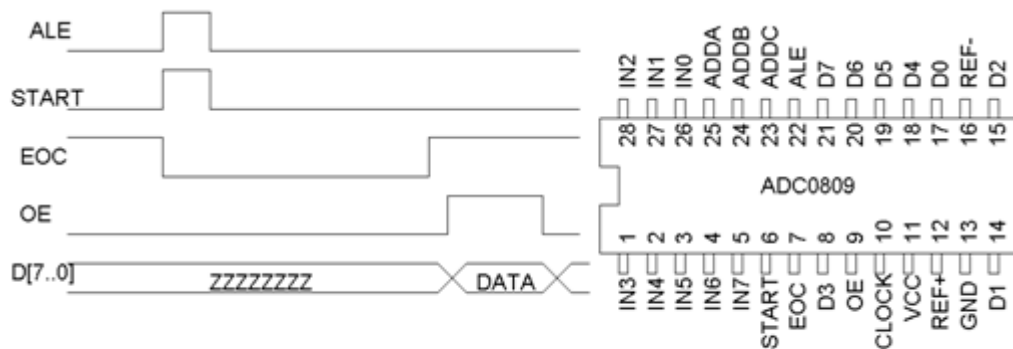 ALE
START
EOC
OE
D[7..0]
ZZZZZZZZ
DATA
IN2 IN1 IN0 ADDA ADDB ADDC ALE D7 D6 D5 D4 D0 REF- D2
28 27 26 25 24 23 22 21 20 19 18 17 16 15
ADC0809
1 2 3 4 5 6 7 8 9 10 11 12 13 14
IN3 IN4 IN5 IN6 IN7 START EOC D3 OE CLOCK VCC REF+ GND D1